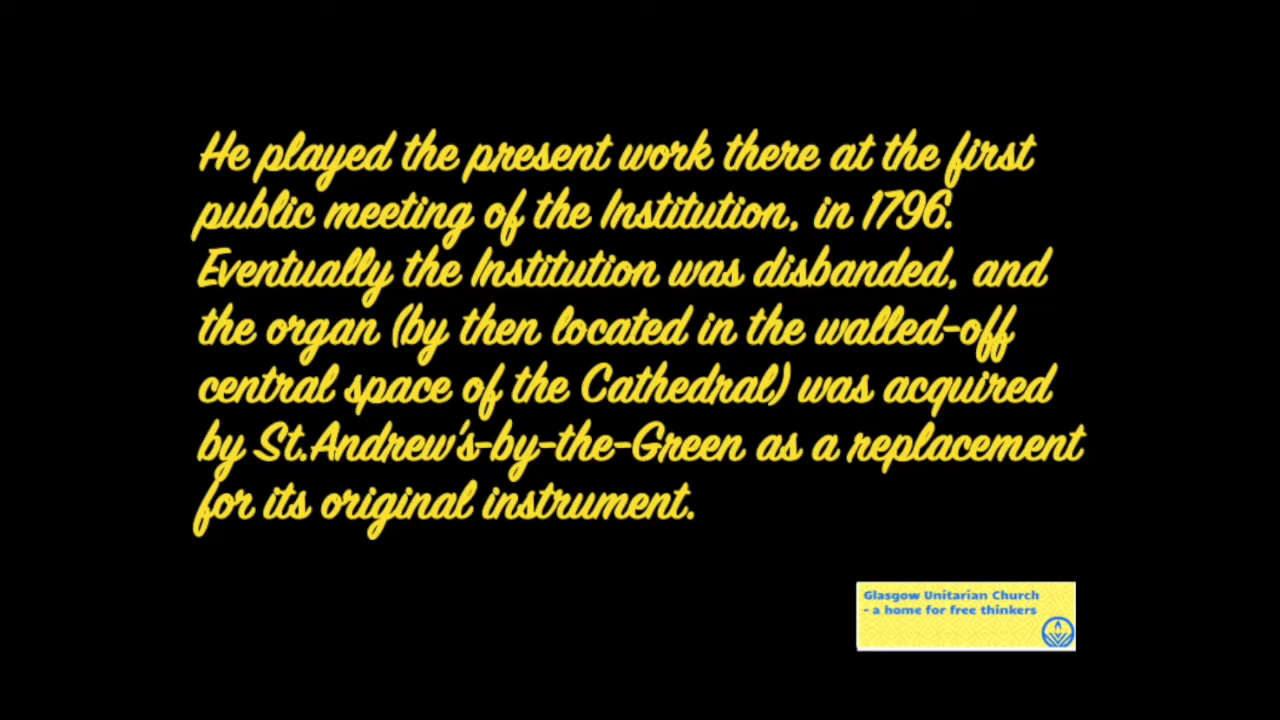 He played the present work there at the first
public meeting of the Institution, in 1796.
Eventually the Institution was disbanded, and
the organ (by then located in the walled-off
central space of the Cathedral) was acquired
by St.Andrew's-by-the-Green as a replacement
for its original instrument.
Glasgow Unitarian Church
- a home for free thinkers